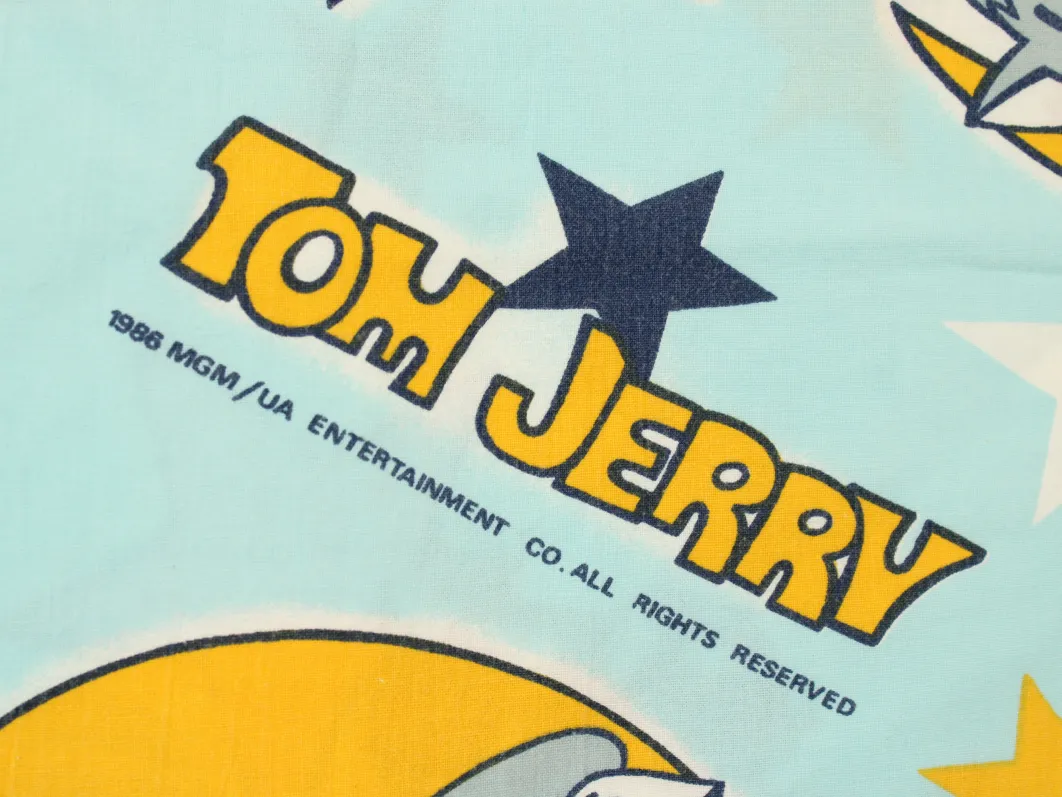 TOM JERRY
1986 MGM/UA ENTERTAINMENT CO. ALL RIGHTS RESERVED